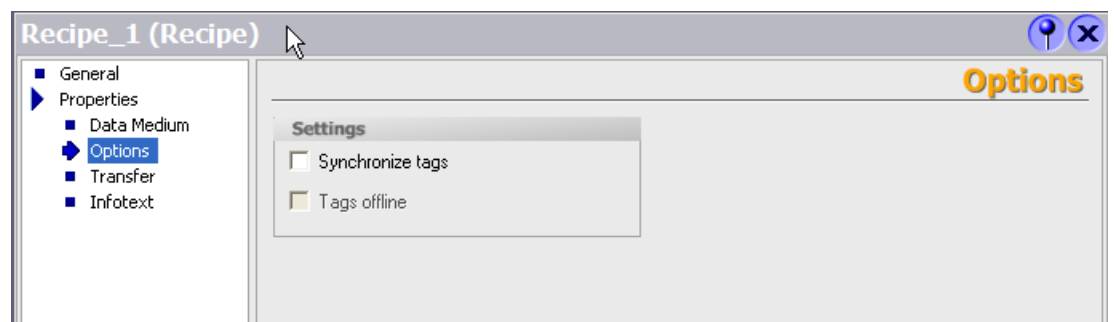 Recipe_1 (Recipe)
General
Properties
Data Medium
Options
Transfer
Infotext
Options
Settings
Synchronize tags
Tags offline